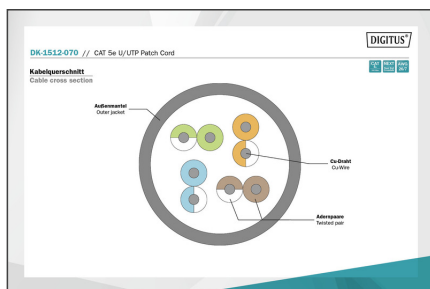 DIGITUS®
DK-1512-070 // CAT 5e U/UTP Patch Cord
Kabelquerschnitt
Cable cross section
Außenmantel
Outer jacket
Cu-Draht
Cu-Wire
Aderspaare
Twisted pair